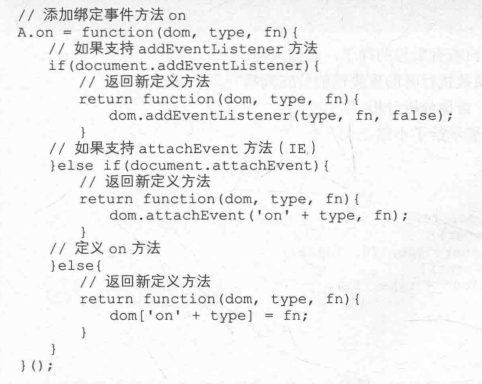 // 添加绑定事件方法 on
A.on = function(dom, type, fn){
    // 如果支持 addEventListener 方法
    if(document.addEventListener){
        // 返回新定义方法
        return function(dom, type, fn){
            dom.addEventListener(type, fn, false);
        }
    // 如果支持 attachEvent 方法（IE）
    }else if(document.attachEvent){
        // 返回新定义方法
        return function(dom, type, fn){
            dom.attachEvent('on' + type, fn);
        }
    // 定义 on 方法
    }else{
        // 返回新定义方法
        return function(dom, type, fn){
            dom['on' + type] = fn;
        }
    }
}();